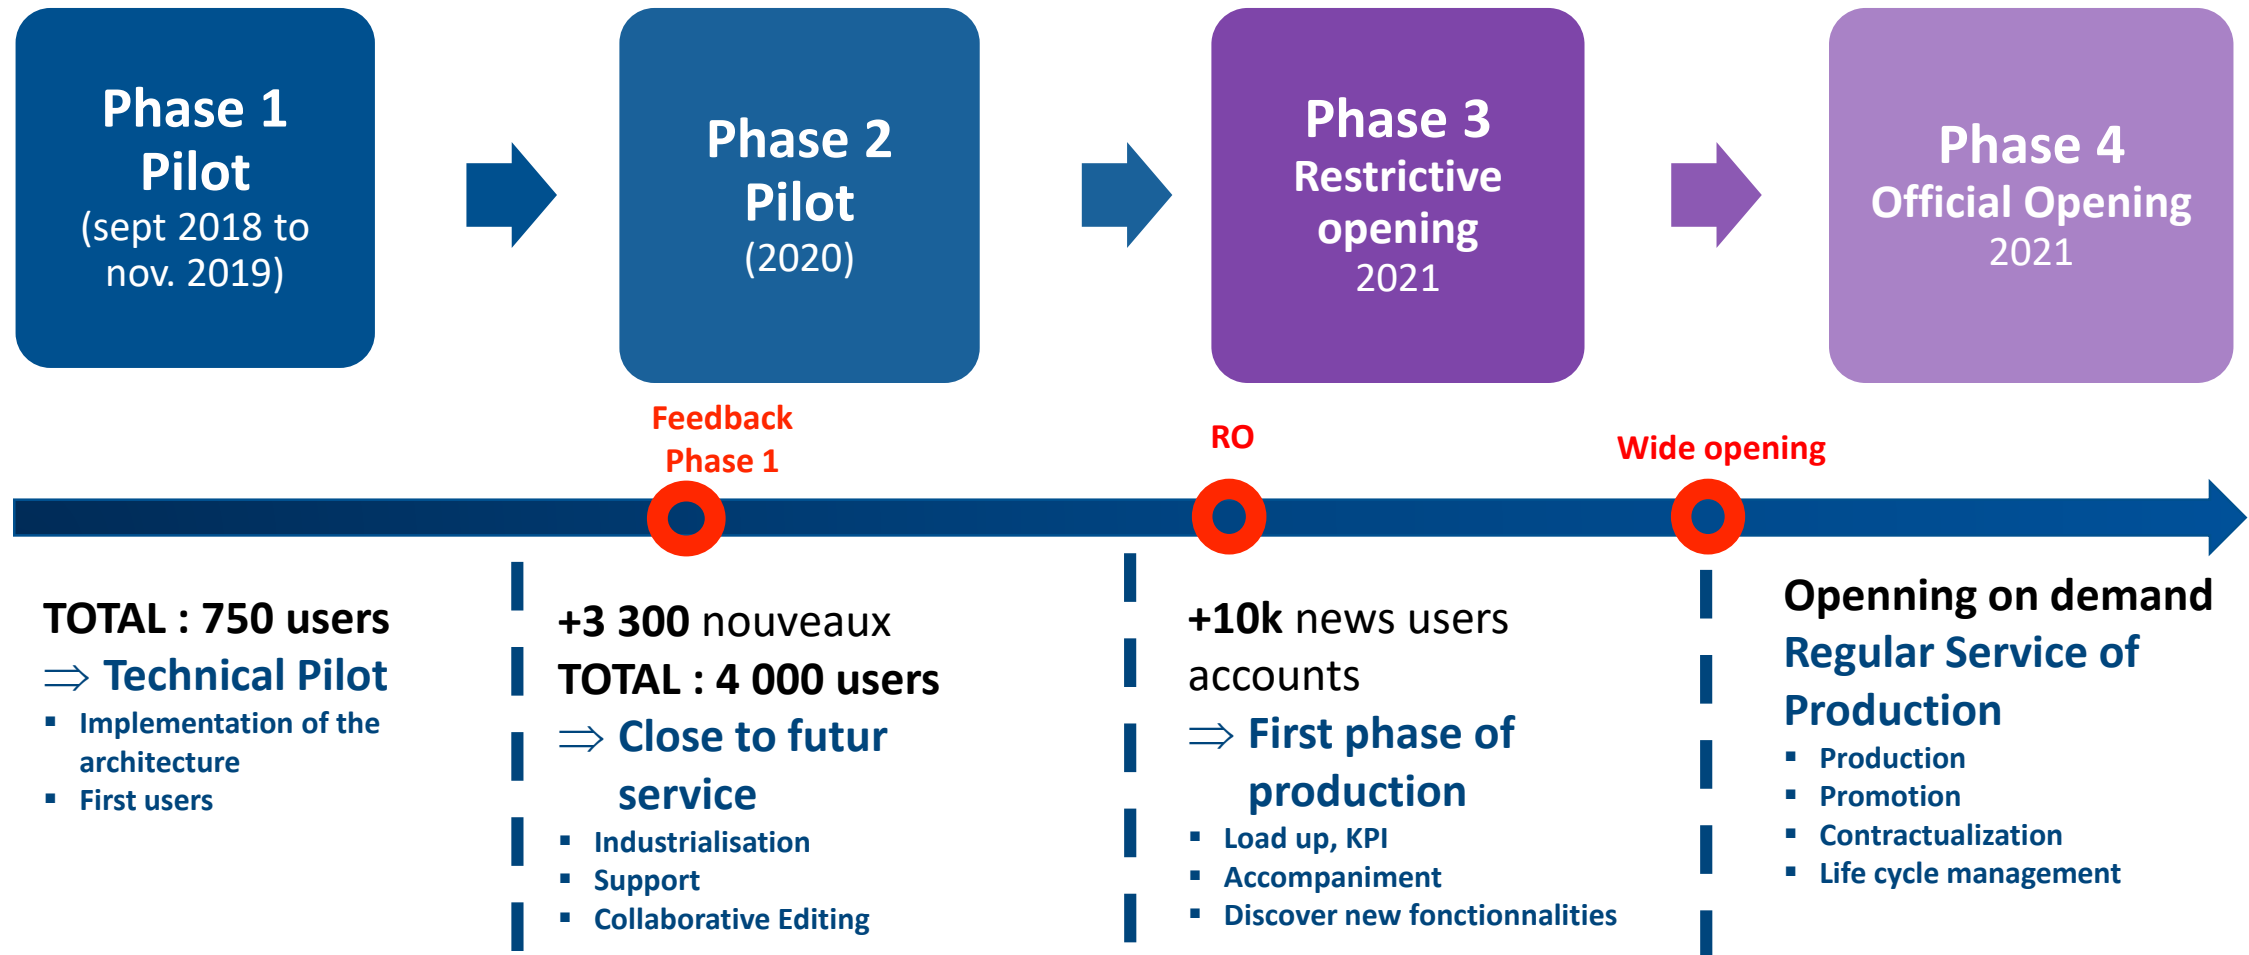 Phase 1
Pilot
(sept 2018 to
nov. 2019)
Phase 2
Pilot
(2020)
Phase 3
Restrictive
opening
2021
Phase 4
Official Opening
2021
Feedback
Phase 1
RO
Wide opening
TOTAL : 750 users
⇒ Technical Pilot
▪ Implementation of the
architecture
▪ First users
+3 300 nouveaux
TOTAL : 4 000 users
⇒ Close to futur
service
▪ Industrialisation
▪ Support
▪ Collaborative Editing
+10k news users
accounts
⇒ First phase of
production
▪ Load up, KPI
▪ Accompaniment
▪ Discover new fonctionnalities
Openning on demand
Regular Service of
Production
▪ Production
▪ Promotion
▪ Contractualization
▪ Life cycle management